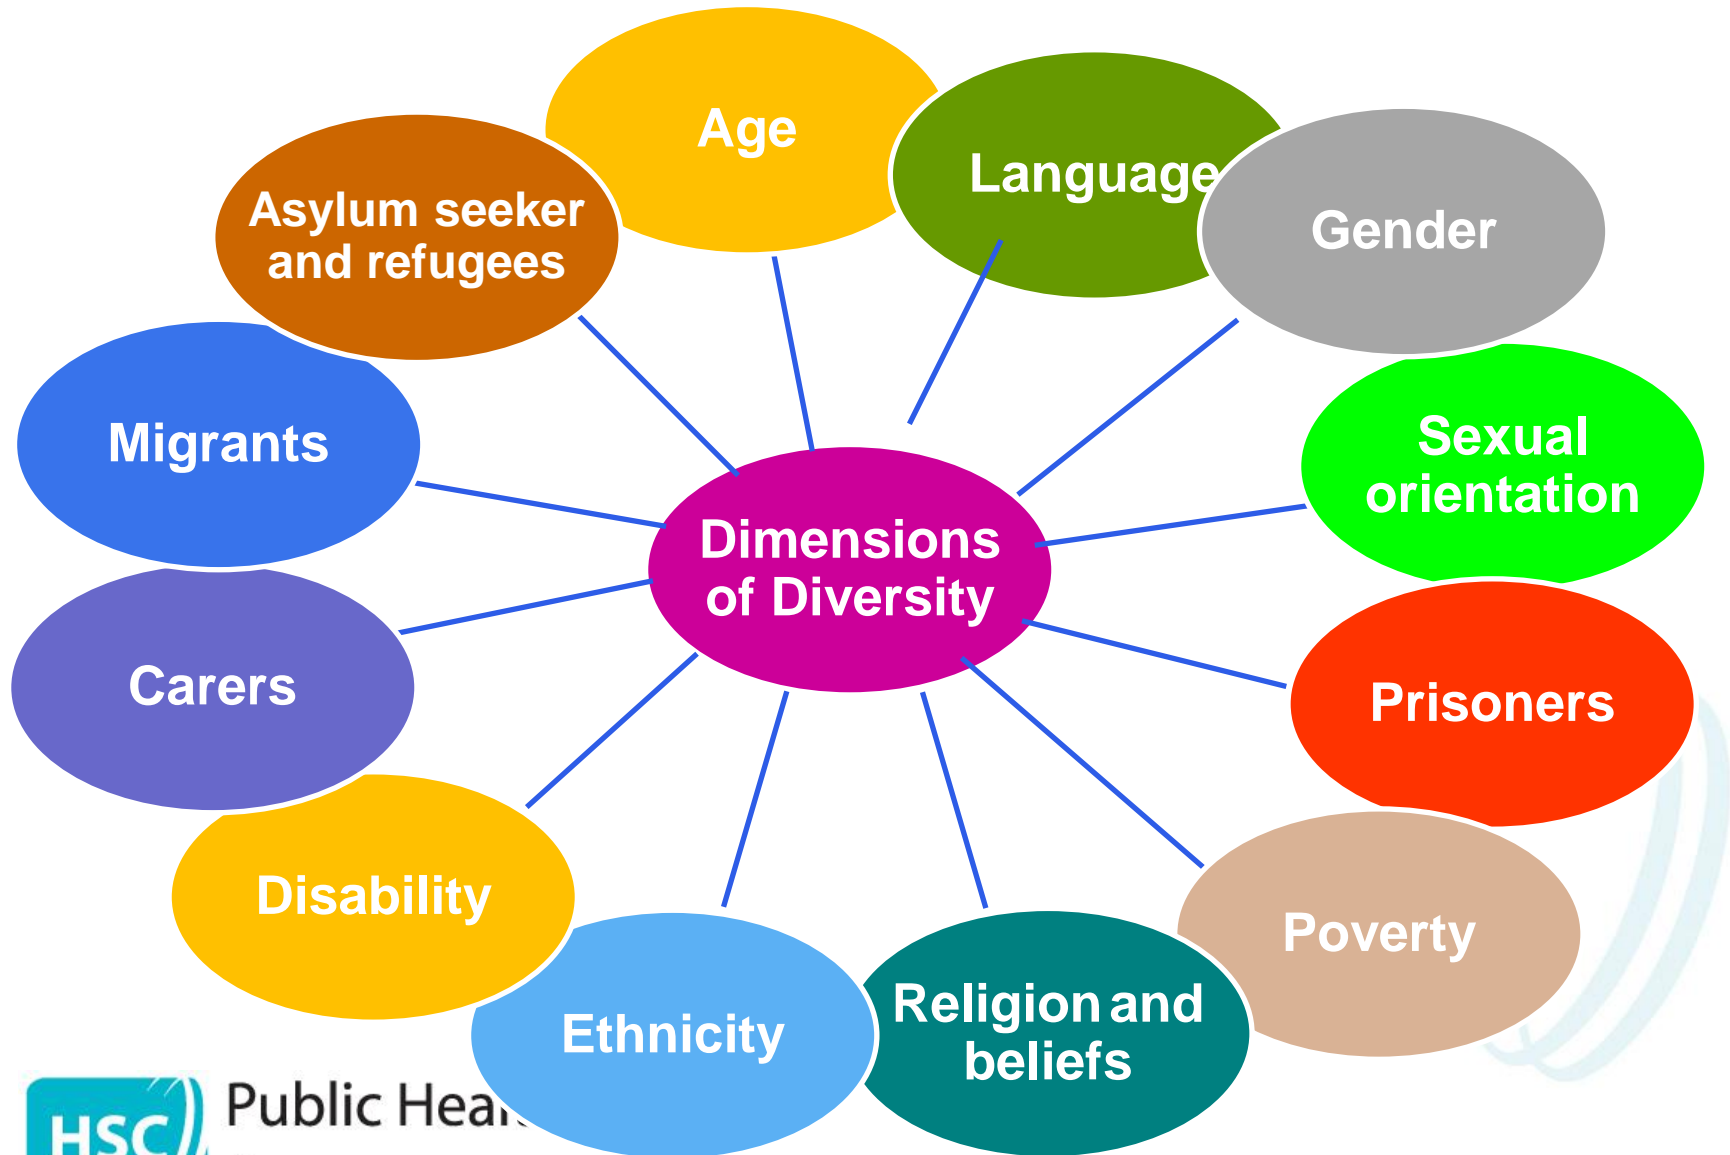 Age
Language
Gender
Asylum seeker
and refugees
Sexual
orientation
Migrants
Dimensions
of Diversity
Carers
Prisoners
Disability
Poverty
Ethnicity
Religion and
beliefs
HSC
Public